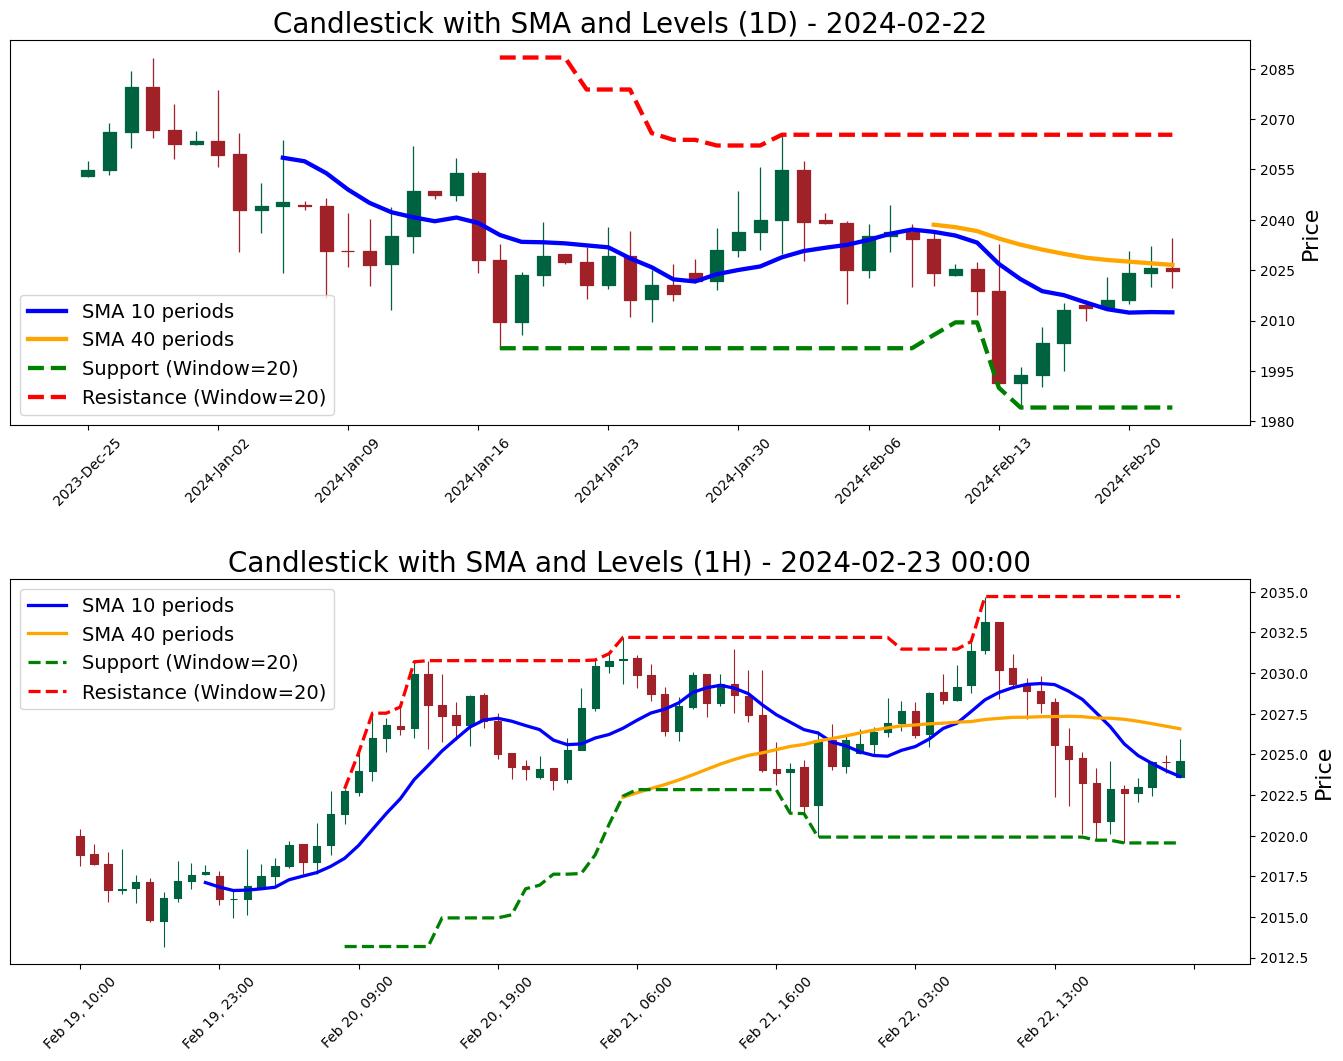 Candlestick with SMA and Levels (1D) - 2024-02-22
2085
2070
2055
2040
2025
2010
1995
1980
Price
SMA 10 periods
SMA 40 periods
Support (Window=20)
Resistance (Window=20)
2023-Dec-25
2024-Jan-02
2024-Jan-09
2024-Jan-16
2024-Jan-23
2024-Jan-30
2024-Feb-06
2024-Feb-13
2024-Feb-20
Candlestick with SMA and Levels (1H) - 2024-02-23 00:00
SMA 10 periods
SMA 40 periods
Support (Window=20)
Resistance (Window=20)
2035.0
2032.5
2030.0
2027.5
2025.0
2022.5
2020.0
2017.5
2015.0
2012.5
Price
Feb 19, 10:00
Feb 19, 23:00
Feb 20, 09:00
Feb 20, 19:00
Feb 21, 06:00
Feb 21, 16:00
Feb 22, 03:00
Feb 22, 13:00